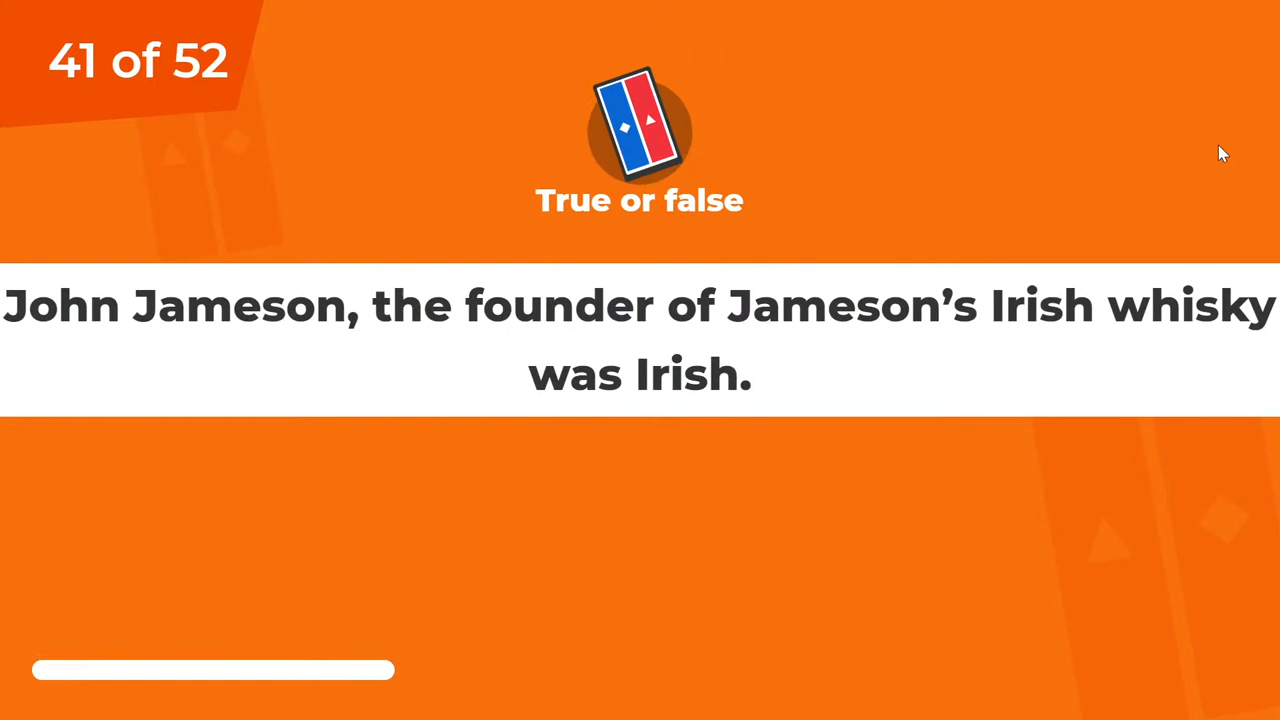 41 of 52
True or false
John Jameson, the founder of Jameson’s Irish whisky
was Irish.